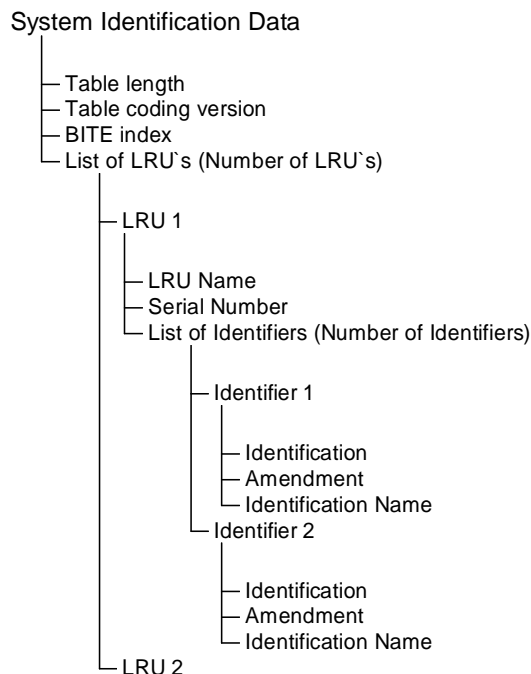 System Identification Data
Table length
Table coding version
BITE index
List of LRU`s (Number of LRU`s)
LRU 1
LRU Name
Serial Number
List of Identifiers (Number of Identifiers)
Identifier 1
Identification
Amendment
Identification Name
Identifier 2
Identification
Amendment
Identification Name
LRU 2